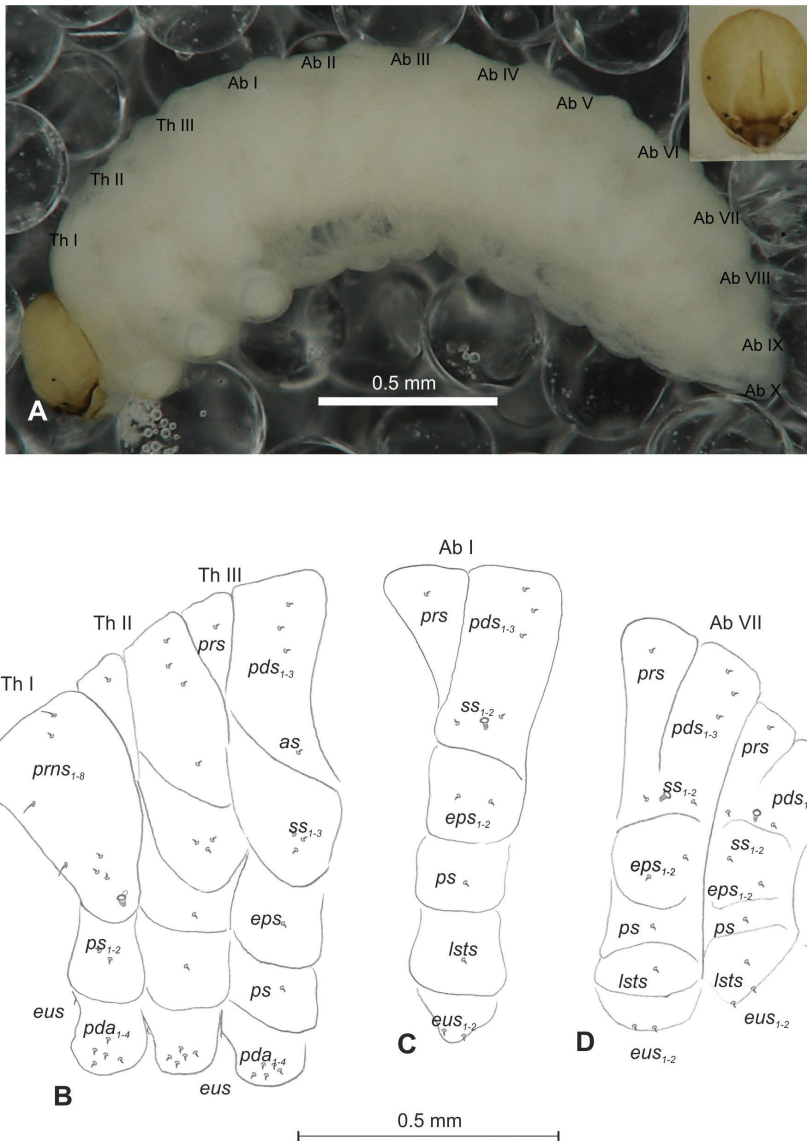 Ab I
Ab II
Ab III
Ab IV
Ab V
Ab VI
Ab VII
Ab VIII
Ab IX
Ab X
Th III
Th II
Th I
0.5 mm
A
Th I
Th II
Th III
prns1-8
prs
pds1-3
as
ss1-3
eps
ps
ps1-2
eus
pda1-4
pda1-4
eus
B
Ab I
prs
pds1-3
ss1-2
eps1-2
ps
lsts
eus1-2
C
Ab VII
prs
pds1-3
prs
pds1
ss1-2
ss1-2
eps1-2
eps1-2
ps
ps
lsts
lsts
eus1-2
eus1-2
D
0.5 mm